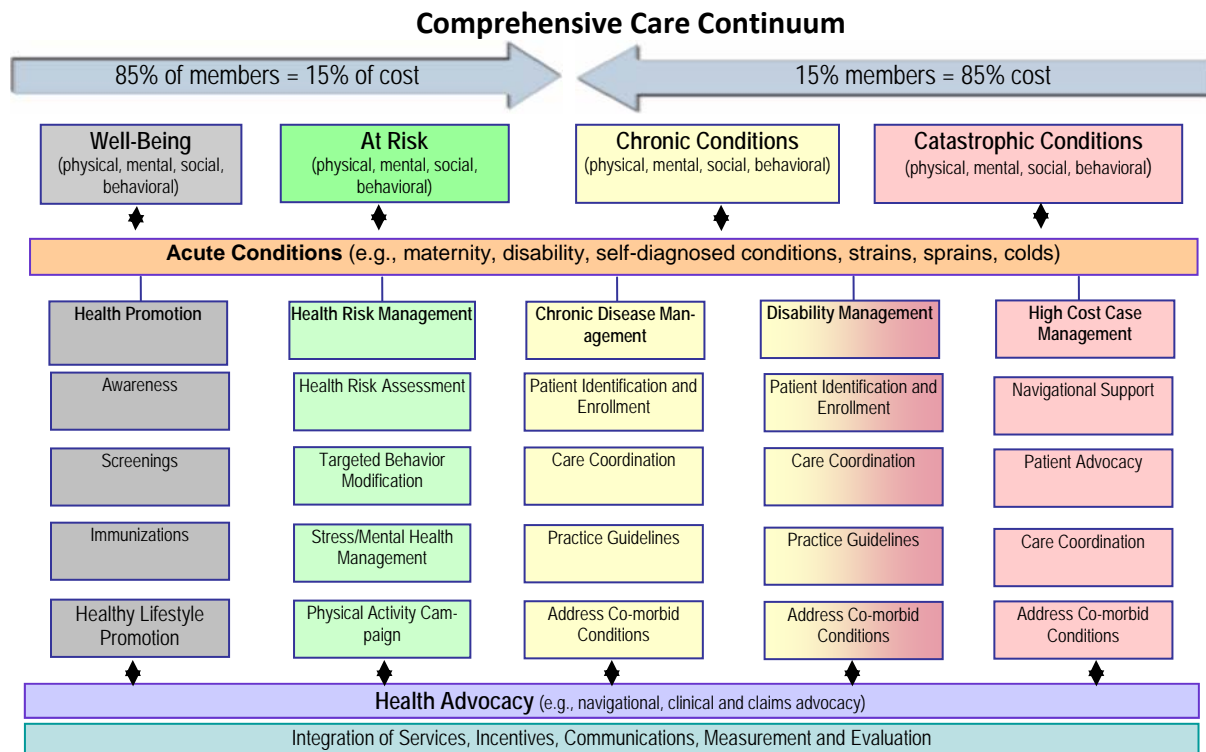 Comprehensive Care Continuum
85% of members = 15% of cost
15% members = 85% cost
Well-Being
(physical, mental, social,
behavioral)
At Risk
(physical, mental, social,
behavioral)
Chronic Conditions
(physical, mental, social, behavioral)
Catastrophic Conditions
(physical, mental, social, behavioral)
Acute Conditions (e.g., maternity, disability, self-diagnosed conditions, strains, sprains, colds)
Health Promotion
Health Risk Management
Chronic Disease Man-
agement
Disability Management
High Cost Case
Management
Awareness
Health Risk Assessment
Patient Identification and
Enrollment
Patient Identification and
Enrollment
Navigational Support
Screenings
Targeted Behavior
Modification
Care Coordination
Care Coordination
Patient Advocacy
Immunizations
Stress/Mental Health
Management
Practice Guidelines
Practice Guidelines
Care Coordination
Healthy Lifestyle
Promotion
Physical Activity Cam-
paign
Address Co-morbid
Conditions
Address Co-morbid
Conditions
Address Co-morbid
Conditions
Health Advocacy (e.g., navigational, clinical and claims advocacy)
Integration of Services, Incentives, Communications, Measurement and Evaluation